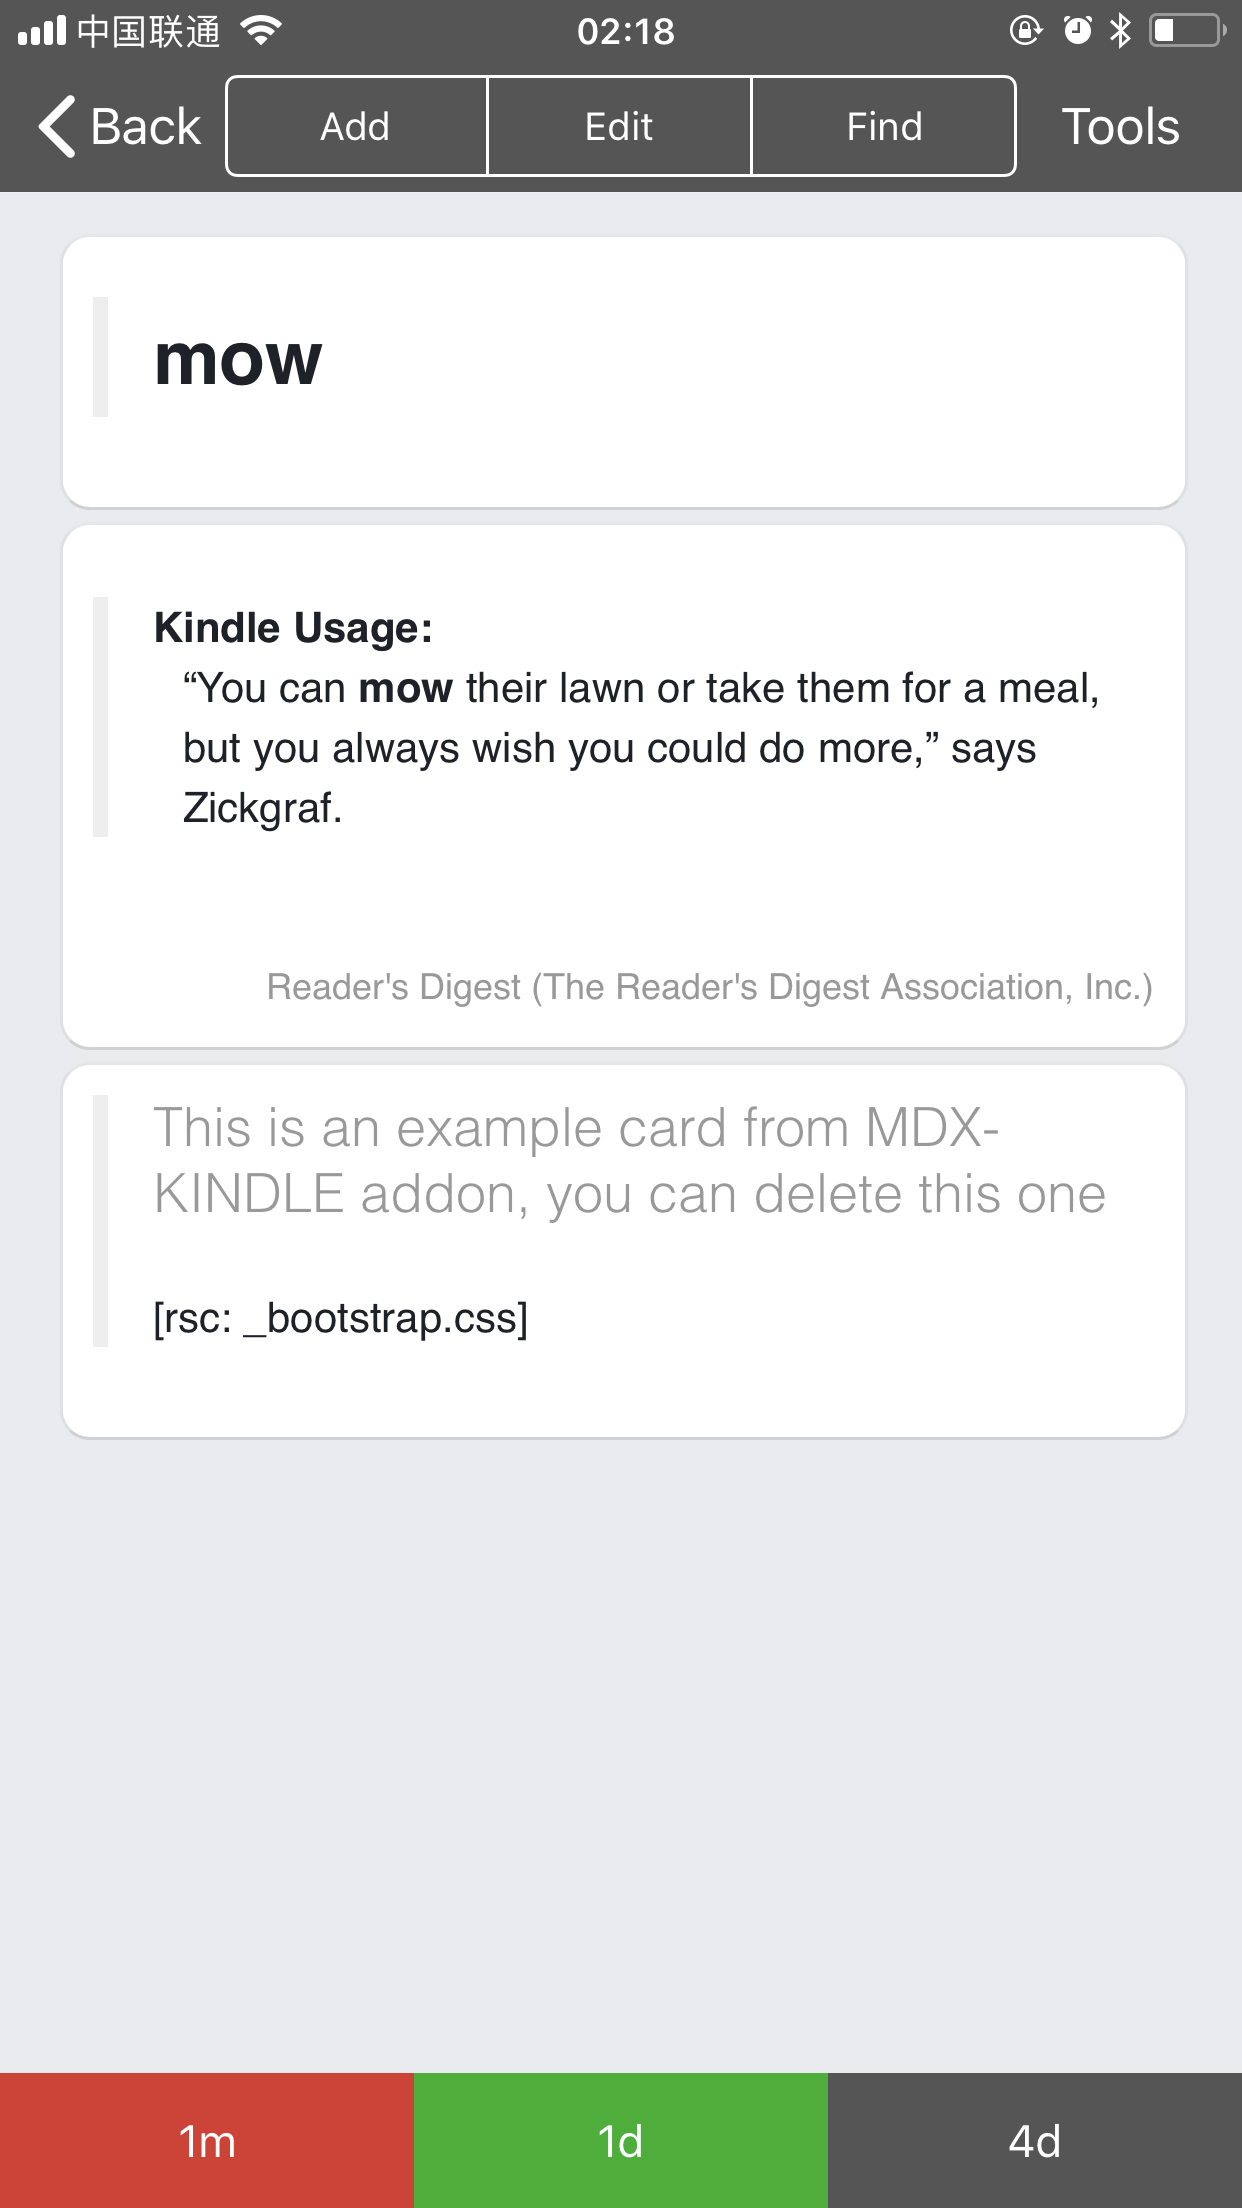 中国联通
02:18
Back
Add
Edit
Find
Tools
mow
Kindle Usage:
“You can mow their lawn or take them for a meal,
but you always wish you could do more,” says
Zickgraf.
Reader's Digest (The Reader's Digest Association, Inc.)
This is an example card from MDX-
KINDLE addon, you can delete this one
[rsc: _bootstrap.css]
1m
1d
4d